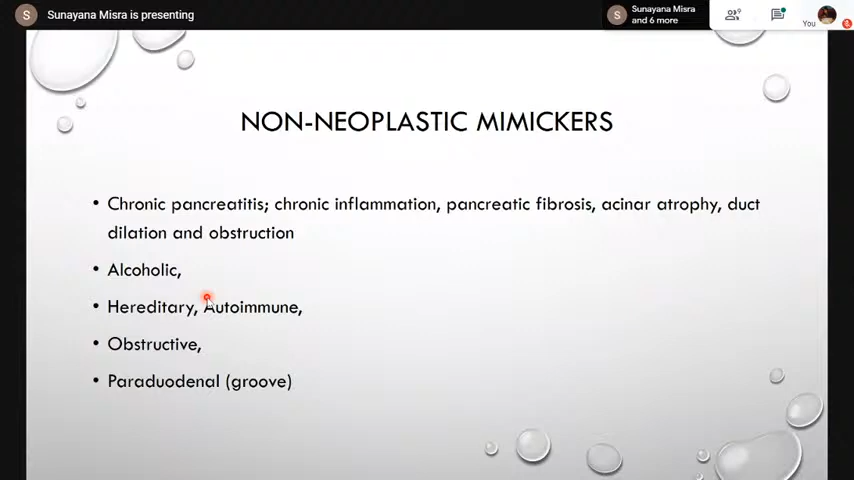 S Sunayana Misra is presenting
S Sunayana Misra
and 6 more
9
You
NON-NEOPLASTIC MIMICKERS
• Chronic pancreatitis; chronic inflammation, pancreatic fibrosis, acinar atrophy, duct
dilation and obstruction
• Alcoholic,
• Hereditary, Autoimmune,
• Obstructive,
• Paraduodenal (groove)